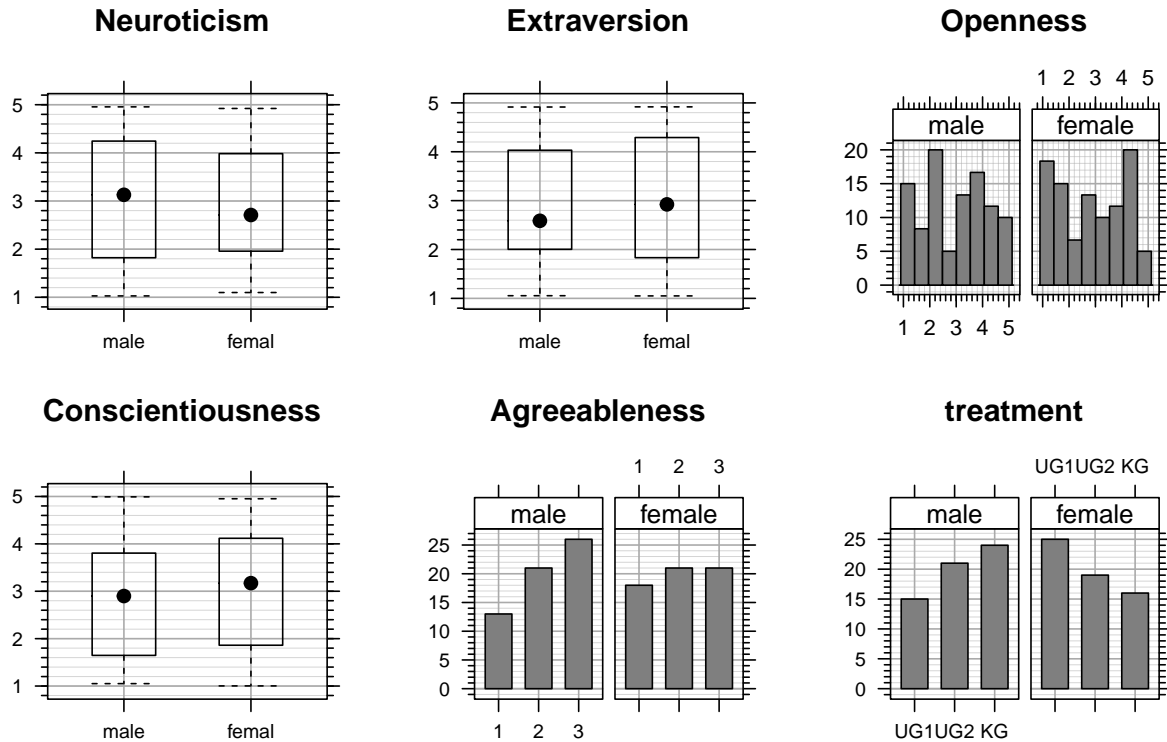 Neuroticism
5
4
3
2
1
male femal
Extraversion
5
4
3
2
1
male femal
Openness
1 2 3 4 5
male female
20
15
10
5
0
1 2 3 4 5
Conscientiousness
5
4
3
2
1
male femal
Agreeableness
1 2 3
male female
25
20
15
10
5
0
1 2 3
treatment
UG1UG2 KG
male female
25
20
15
10
5
0
UG1UG2 KG